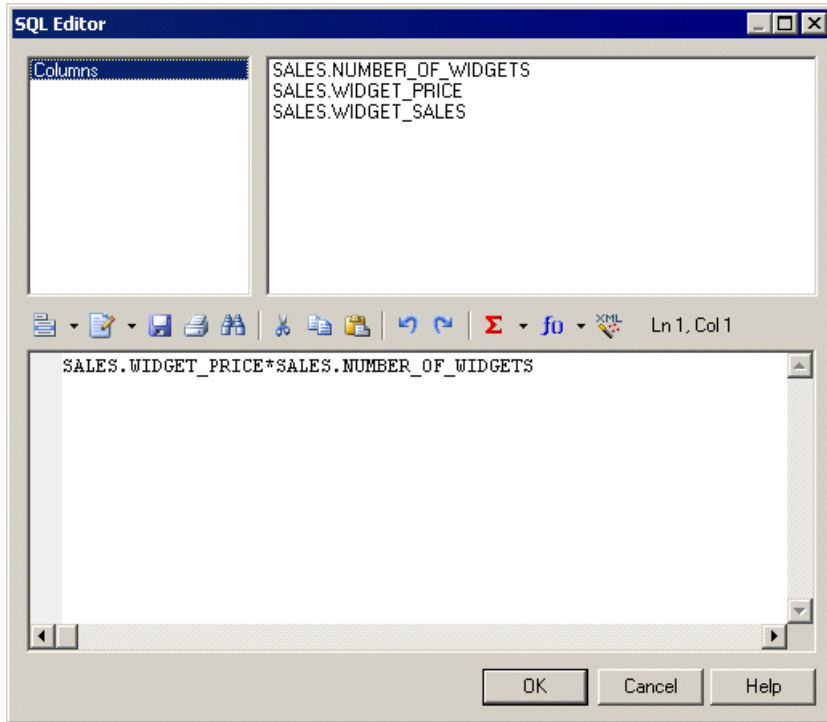 SQL Editor
Columns
SALES.NUMBER_OF_WIDGETS
SALES.WIDGET_PRICE
SALES.WIDGET_SALES
Σ f() XML Ln 1, Col 1
SALES.WIDGET_PRICE*SALES.NUMBER_OF_WIDGETS
OK Cancel Help